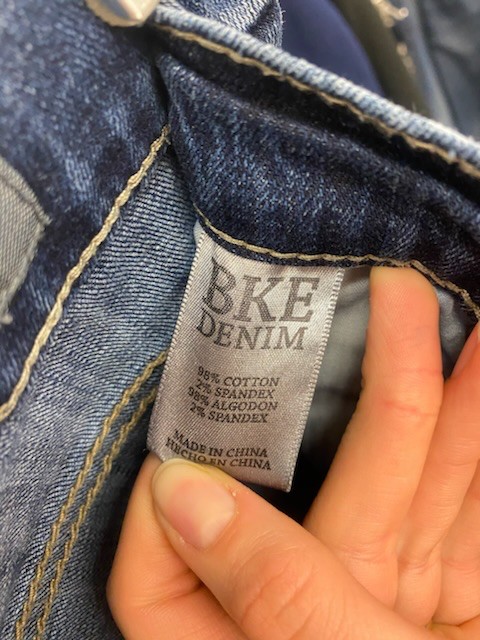 BKE
DENIM
98% COTTON
2% SPANDEX
98% ALGODON
2% SPANDEX
MADE IN CHINA
HECHO EN CHINA